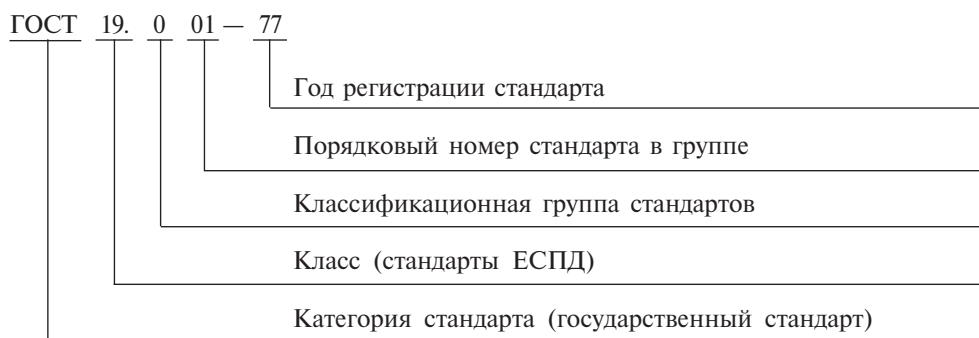 ГОСТ 19. 0 01 — 77
Год регистрации стандарта
Порядковый номер стандарта в группе
Классификационная группа стандартов
Класс (стандарты ЕСПД)
Категория стандарта (государственный стандарт)